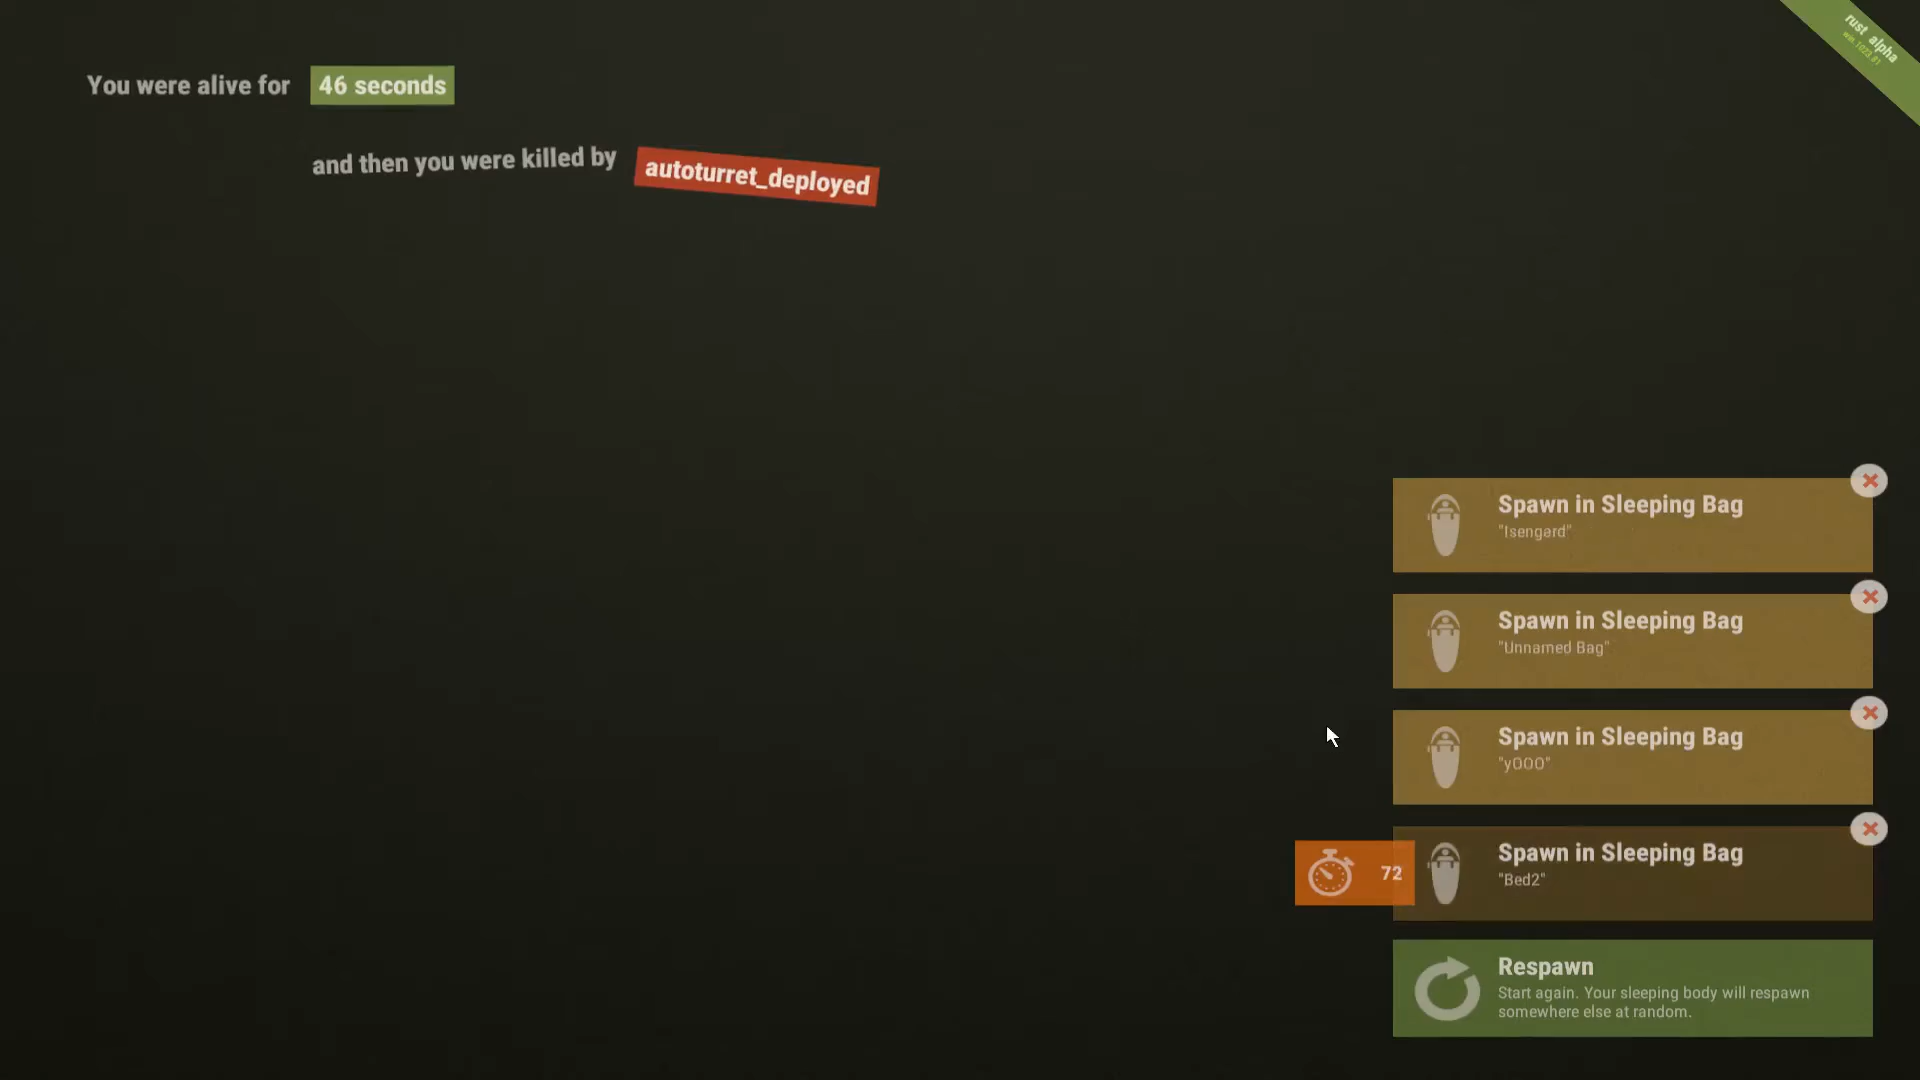 rust alpha
You were alive for 46 seconds
and then you were killed by autoturret_deployed
Spawn in Sleeping Bag
"Isengard"
Spawn in Sleeping Bag
"Unnamed Bag"
Spawn in Sleeping Bag
"yOOO"
72
Spawn in Sleeping Bag
"Bed2"
Respawn
Start again. Your sleeping body will respawn
somewhere else at random.